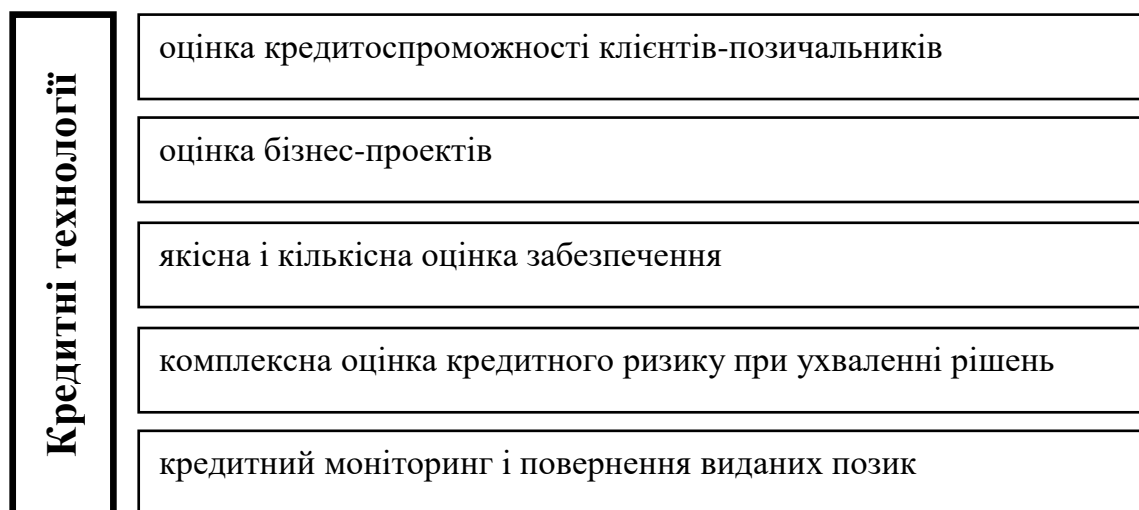 Кредитні технології
оцінка кредитоспроможності клієнтів-позичальників
оцінка бізнес-проектів
якісна і кількісна оцінка забезпечення
комплексна оцінка кредитного ризику при ухваленні рішень
кредитний моніторинг і повернення виданих позик